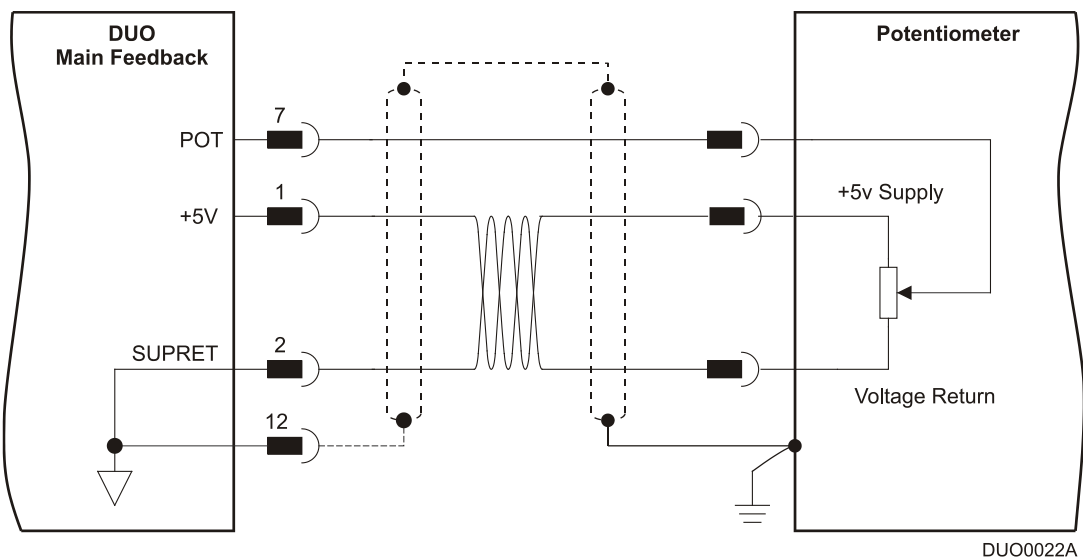 DUO
Main Feedback
Potentiometer
POT
7
+5V
1
+5v Supply
SUPRET
2
Voltage Return
12
DUO0022A